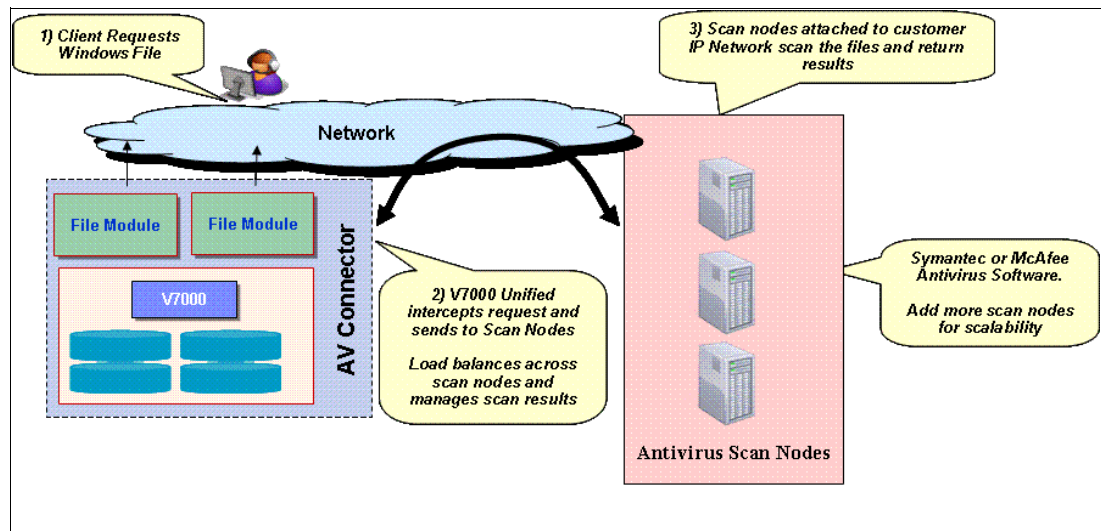 1) Client Requests
Windows File
3) Scan nodes attached to customer
IP Network scan the files and return
results
Network
File Module
File Module
V7000
AV Connector
2) V7000 Unified
intercepts request and
sends to Scan Nodes
Load balances across
scan nodes and
manages scan results
Symantec or McAfee
Antivirus Software.
Add more scan nodes
for scalability
Antivirus Scan Nodes